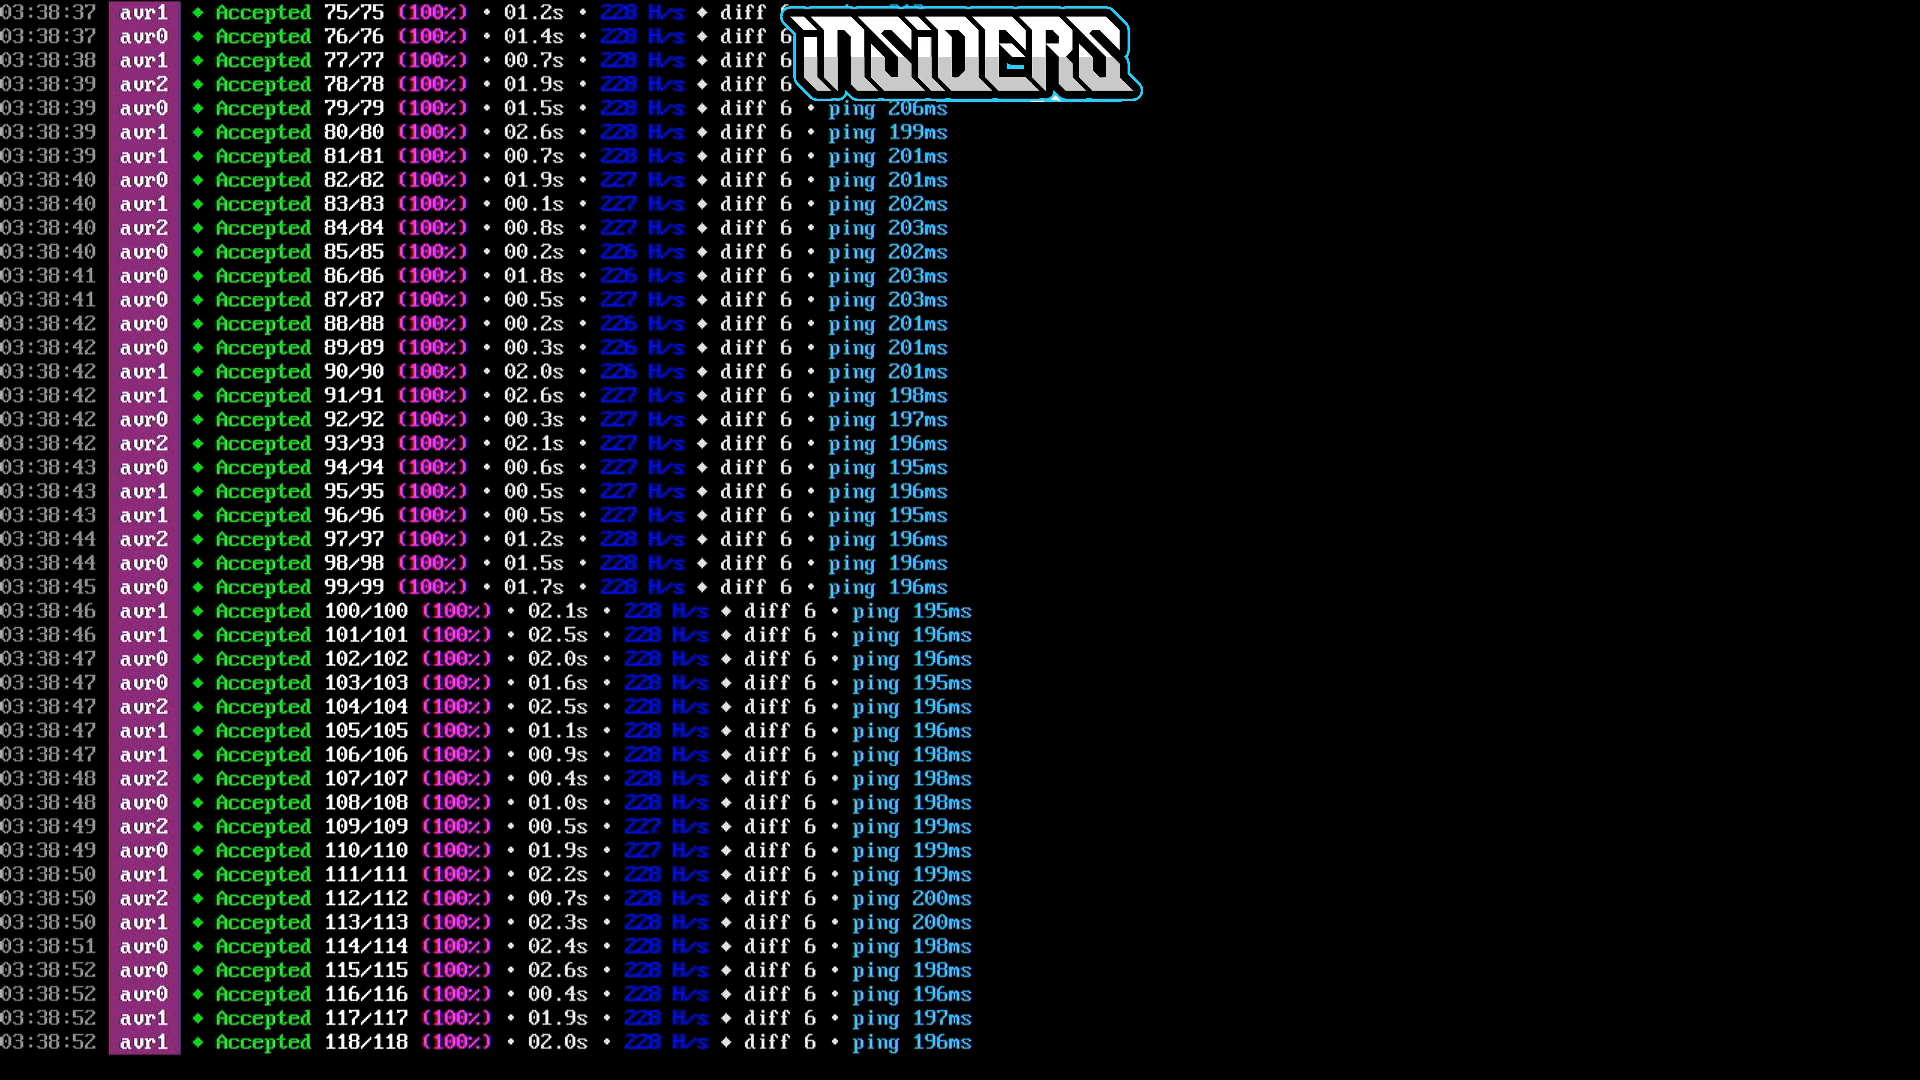 03:38:37 avr1 ◆ Accepted 75/75 (100%) • 01.2s • 228 H/s ◆ diff 6
03:38:37 avr0 ◆ Accepted 76/76 (100%) • 01.4s • 228 H/s ◆ diff 6
INSIDERS
03:38:38 avr1 ◆ Accepted 77/77 (100%) • 00.7s • 228 H/s ◆ diff 6
03:38:39 avr2 ◆ Accepted 78/78 (100%) • 01.9s • 228 H/s ◆ diff 6
03:38:39 avr0 ◆ Accepted 79/79 (100%) • 01.5s • 228 H/s ◆ diff 6 • ping 206ms
03:38:39 avr1 ◆ Accepted 80/80 (100%) • 02.6s • 228 H/s ◆ diff 6 • ping 199ms
03:38:39 avr1 ◆ Accepted 81/81 (100%) • 00.7s • 228 H/s ◆ diff 6 • ping 201ms
03:38:40 avr0 ◆ Accepted 82/82 (100%) • 01.9s • 227 H/s ◆ diff 6 • ping 201ms
03:38:40 avr1 ◆ Accepted 83/83 (100%) • 00.1s • 227 H/s ◆ diff 6 • ping 202ms
03:38:40 avr2 ◆ Accepted 84/84 (100%) • 00.8s • 227 H/s ◆ diff 6 • ping 203ms
03:38:40 avr0 ◆ Accepted 85/85 (100%) • 00.2s • 226 H/s ◆ diff 6 • ping 202ms
03:38:41 avr0 ◆ Accepted 86/86 (100%) • 01.8s • 226 H/s ◆ diff 6 • ping 203ms
03:38:41 avr0 ◆ Accepted 87/87 (100%) • 00.5s • 227 H/s ◆ diff 6 • ping 203ms
03:38:42 avr0 ◆ Accepted 88/88 (100%) • 00.2s • 226 H/s ◆ diff 6 • ping 201ms
03:38:42 avr0 ◆ Accepted 89/89 (100%) • 00.3s • 226 H/s ◆ diff 6 • ping 201ms
03:38:42 avr1 ◆ Accepted 90/90 (100%) • 02.0s • 226 H/s ◆ diff 6 • ping 201ms
03:38:42 avr1 ◆ Accepted 91/91 (100%) • 02.6s • 227 H/s ◆ diff 6 • ping 198ms
03:38:42 avr0 ◆ Accepted 92/92 (100%) • 00.3s • 227 H/s ◆ diff 6 • ping 197ms
03:38:42 avr2 ◆ Accepted 93/93 (100%) • 02.1s • 227 H/s ◆ diff 6 • ping 196ms
03:38:43 avr0 ◆ Accepted 94/94 (100%) • 00.6s • 227 H/s ◆ diff 6 • ping 195ms
03:38:43 avr1 ◆ Accepted 95/95 (100%) • 00.5s • 227 H/s ◆ diff 6 • ping 196ms
03:38:43 avr1 ◆ Accepted 96/96 (100%) • 00.5s • 227 H/s ◆ diff 6 • ping 195ms
03:38:44 avr2 ◆ Accepted 97/97 (100%) • 01.2s • 228 H/s ◆ diff 6 • ping 196ms
03:38:44 avr0 ◆ Accepted 98/98 (100%) • 01.5s • 228 H/s ◆ diff 6 • ping 196ms
03:38:45 avr0 ◆ Accepted 99/99 (100%) • 01.7s • 228 H/s ◆ diff 6 • ping 196ms
03:38:46 avr1 ◆ Accepted 100/100 (100%) • 02.1s • 228 H/s ◆ diff 6 • ping 195ms
03:38:46 avr1 ◆ Accepted 101/101 (100%) • 02.5s • 228 H/s ◆ diff 6 • ping 196ms
03:38:47 avr0 ◆ Accepted 102/102 (100%) • 02.0s • 228 H/s ◆ diff 6 • ping 196ms
03:38:47 avr0 ◆ Accepted 103/103 (100%) • 01.6s • 228 H/s ◆ diff 6 • ping 195ms
03:38:47 avr2 ◆ Accepted 104/104 (100%) • 02.5s • 228 H/s ◆ diff 6 • ping 196ms
03:38:47 avr1 ◆ Accepted 105/105 (100%) • 01.1s • 228 H/s ◆ diff 6 • ping 196ms
03:38:47 avr1 ◆ Accepted 106/106 (100%) • 00.9s • 228 H/s ◆ diff 6 • ping 198ms
03:38:48 avr2 ◆ Accepted 107/107 (100%) • 00.4s • 228 H/s ◆ diff 6 • ping 198ms
03:38:48 avr0 ◆ Accepted 108/108 (100%) • 01.0s • 228 H/s ◆ diff 6 • ping 198ms
03:38:49 avr2 ◆ Accepted 109/109 (100%) • 00.5s • 227 H/s ◆ diff 6 • ping 199ms
03:38:49 avr0 ◆ Accepted 110/110 (100%) • 01.9s • 227 H/s ◆ diff 6 • ping 199ms
03:38:50 avr1 ◆ Accepted 111/111 (100%) • 02.2s • 228 H/s ◆ diff 6 • ping 199ms
03:38:50 avr2 ◆ Accepted 112/112 (100%) • 00.7s • 228 H/s ◆ diff 6 • ping 200ms
03:38:50 avr1 ◆ Accepted 113/113 (100%) • 02.3s • 228 H/s ◆ diff 6 • ping 200ms
03:38:51 avr0 ◆ Accepted 114/114 (100%) • 02.4s • 228 H/s ◆ diff 6 • ping 198ms
03:38:52 avr0 ◆ Accepted 115/115 (100%) • 02.6s • 228 H/s ◆ diff 6 • ping 198ms
03:38:52 avr0 ◆ Accepted 116/116 (100%) • 00.4s • 228 H/s ◆ diff 6 • ping 196ms
03:38:52 avr1 ◆ Accepted 117/117 (100%) • 01.9s • 228 H/s ◆ diff 6 • ping 197ms
03:38:52 avr1 ◆ Accepted 118/118 (100%) • 02.0s • 228 H/s ◆ diff 6 • ping 196ms